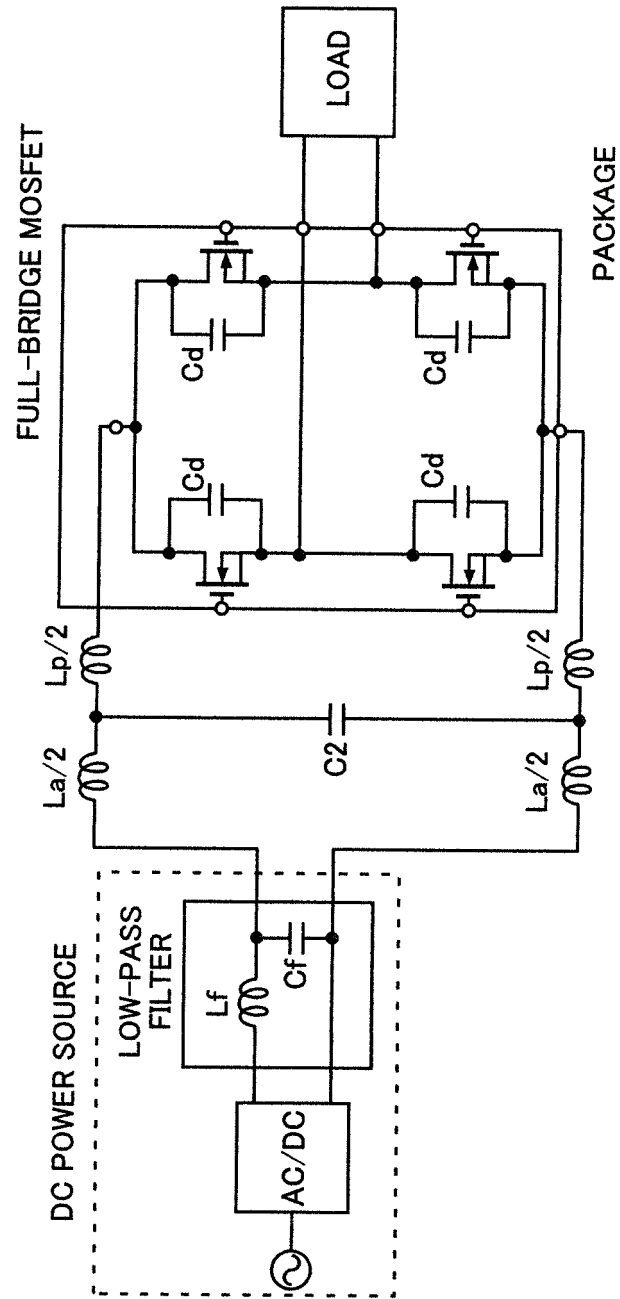 FULL-BRIDGE MOSFET
DC POWER SOURCE
LOW-PASS
FILTER
AC/DC
Lf
Cf
La/2
Lp/2
C2
La/2
Lp/2
Cd
Cd
Cd
Cd
LOAD
PACKAGE